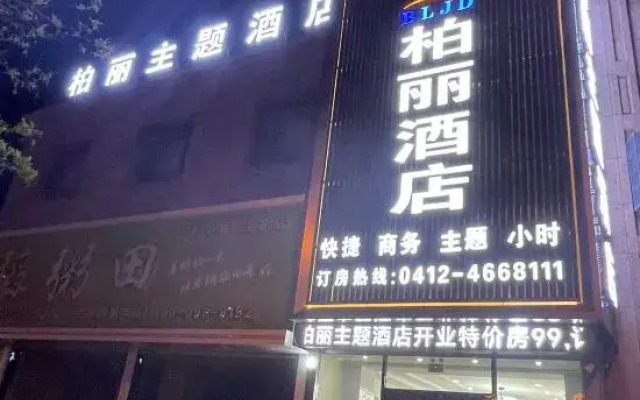 柏丽主题酒店
BLJD
柏丽酒店
快捷 商务 主题 小时
订房热线:0412-4668111
粥田
柏丽主题酒店开业特价房99,